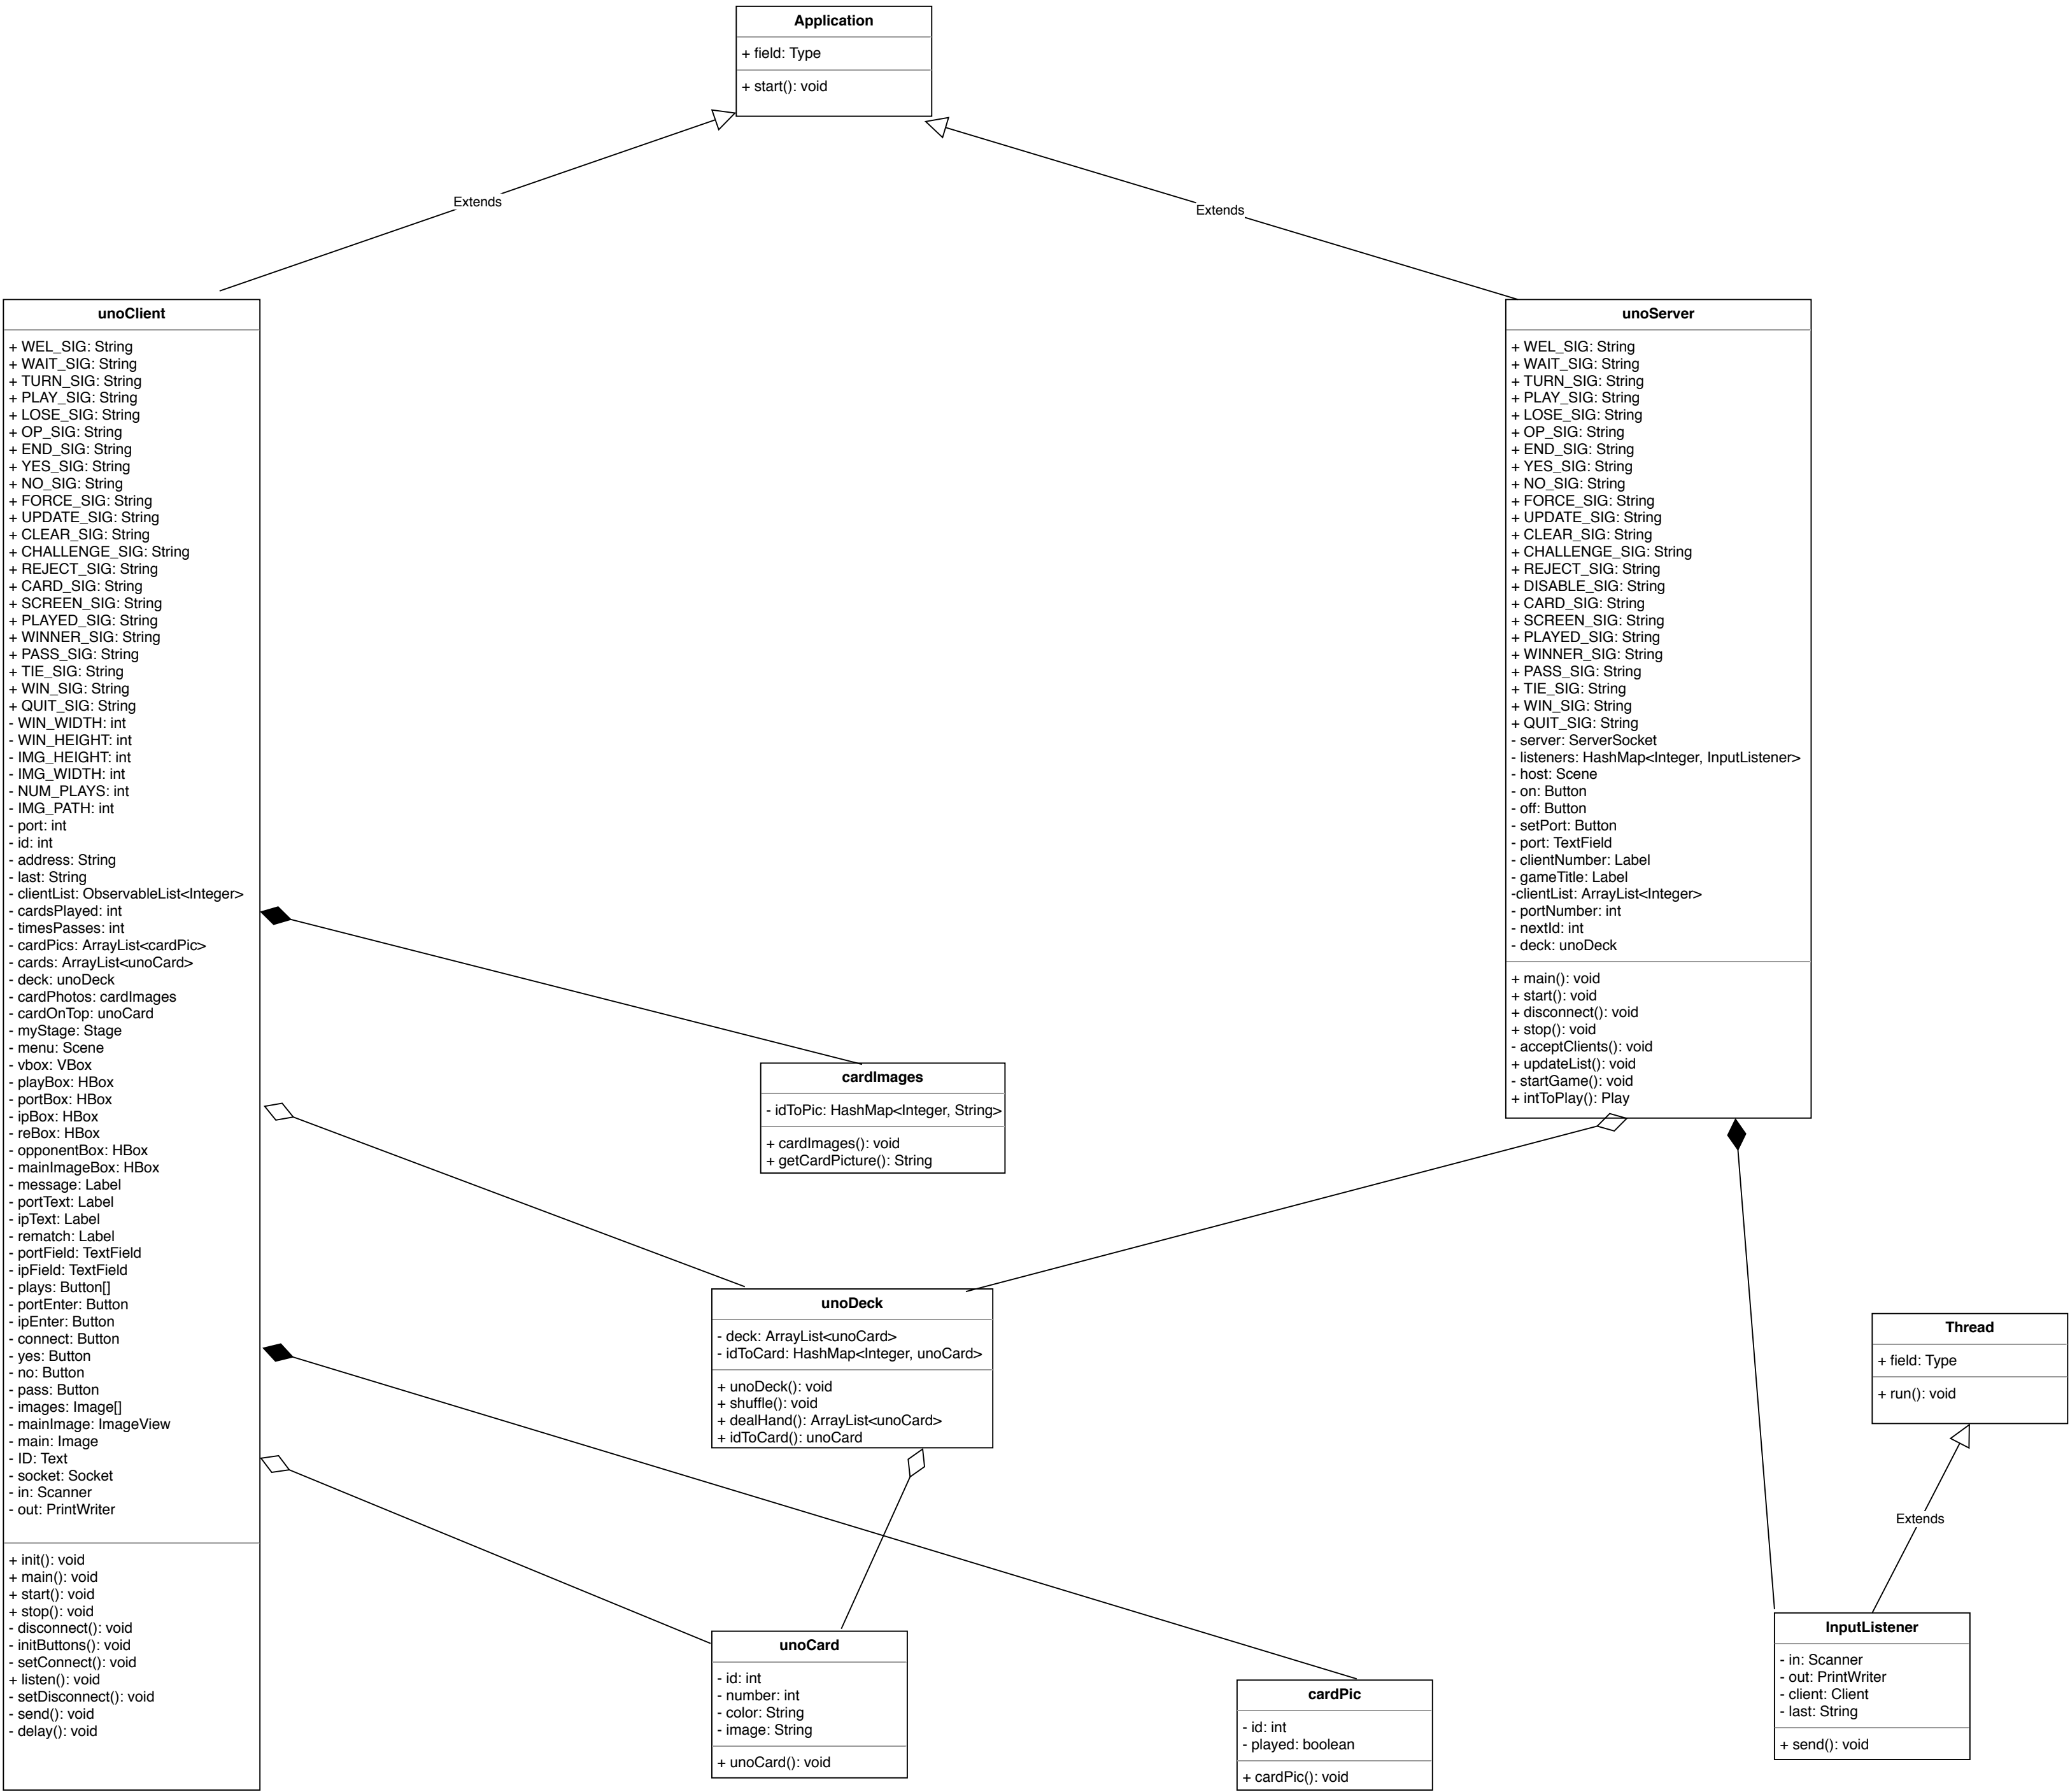 Application
+ field: Type
+ start(): void
Extends
Extends
unoClient
+ WEL_SIG: String
+ WAIT_SIG: String
+ TURN_SIG: String
+ PLAY_SIG: String
+ LOSE_SIG: String
+ OP_SIG: String
+ END_SIG: String
+ YES_SIG: String
+ NO_SIG: String
+ FORCE_SIG: String
+ UPDATE_SIG: String
+ CLEAR_SIG: String
+ CHALLENGE_SIG: String
+ REJECT_SIG: String
+ CARD_SIG: String
+ SCREEN_SIG: String
+ PLAYED_SIG: String
+ WINNER_SIG: String
+ PASS_SIG: String
+ TIE_SIG: String
+ WIN_SIG: String
+ QUIT_SIG: String
- WIN_WIDTH: int
- WIN_HEIGHT: int
- IMG_HEIGHT: int
- IMG_WIDTH: int
- NUM_PLAYS: int
- IMG_PATH: int
- port: int
- id: int
- address: String
- last: String
- clientList: ObservableList<Integer>
- cardsPlayed: int
- timesPasses: int
- cardPics: ArrayList<cardPic>
- cards: ArrayList<unoCard>
- deck: unoDeck
- cardPhotos: cardImages
- cardOnTop: unoCard
- myStage: Stage
- menu: Scene
- vbox: VBox
- playBox: HBox
- portBox: HBox
- ipBox: HBox
- reBox: HBox
- opponentBox: HBox
- mainImageBox: HBox
- message: Label
- portText: Label
- ipText: Label
- rematch: Label
- portField: TextField
- ipField: TextField
- plays: Button[]
- portEnter: Button
- ipEnter: Button
- connect: Button
- yes: Button
- no: Button
- pass: Button
- images: Image[]
- mainImage: ImageView
- main: Image
- ID: Text
- socket: Socket
- in: Scanner
- out: PrintWriter
+ init(): void
+ main(): void
+ start(): void
+ stop(): void
- disconnect(): void
- initButtons(): void
- setConnect(): void
+ listen(): void
- setDisconnect(): void
- send(): void
- delay(): void
unoServer
+ WEL_SIG: String
+ WAIT_SIG: String
+ TURN_SIG: String
+ PLAY_SIG: String
+ LOSE_SIG: String
+ OP_SIG: String
+ END_SIG: String
+ YES_SIG: String
+ NO_SIG: String
+ FORCE_SIG: String
+ UPDATE_SIG: String
+ CLEAR_SIG: String
+ CHALLENGE_SIG: String
+ REJECT_SIG: String
+ DISABLE_SIG: String
+ CARD_SIG: String
+ SCREEN_SIG: String
+ PLAYED_SIG: String
+ WINNER_SIG: String
+ PASS_SIG: String
+ TIE_SIG: String
+ WIN_SIG: String
+ QUIT_SIG: String
- server: ServerSocket
- listeners: HashMap<Integer, InputListener>
- host: Scene
- on: Button
- off: Button
- setPort: Button
- port: TextField
- clientNumber: Label
- gameTitle: Label
-clientList: ArrayList<Integer>
- portNumber: int
- nextId: int
- deck: unoDeck
+ main(): void
+ start(): void
+ disconnect(): void
+ stop(): void
- acceptClients(): void
+ updateList(): void
- startGame(): void
+ intToPlay(): Play
cardImages
- idToPic: HashMap<Integer, String>
+ cardImages(): void
+ getCardPicture(): String
unoDeck
- deck: ArrayList<unoCard>
- idToCard: HashMap<Integer, unoCard>
+ unoDeck(): void
+ shuffle(): void
+ dealHand(): ArrayList<unoCard>
+ idToCard(): unoCard
Thread
+ field: Type
+ run(): void
Extends
unoCard
- id: int
- number: int
- color: String
- image: String
+ unoCard(): void
cardPic
- id: int
- played: boolean
+ cardPic(): void
InputListener
- in: Scanner
- out: PrintWriter
- client: Client
- last: String
+ send(): void